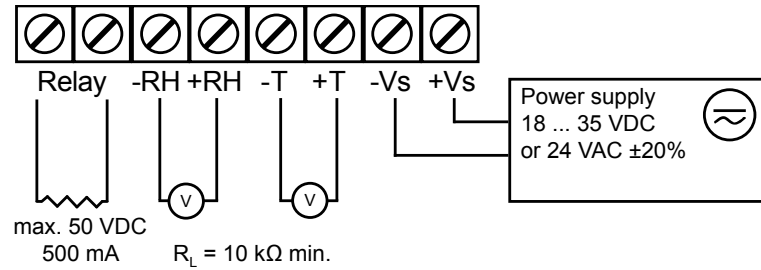 Relay -RH +RH -T +T -Vs +Vs
Power supply
18 ... 35 VDC
or 24 VAC ±20%
V
V
max. 50 VDC
500 mA
R_L = 10 kΩ min.